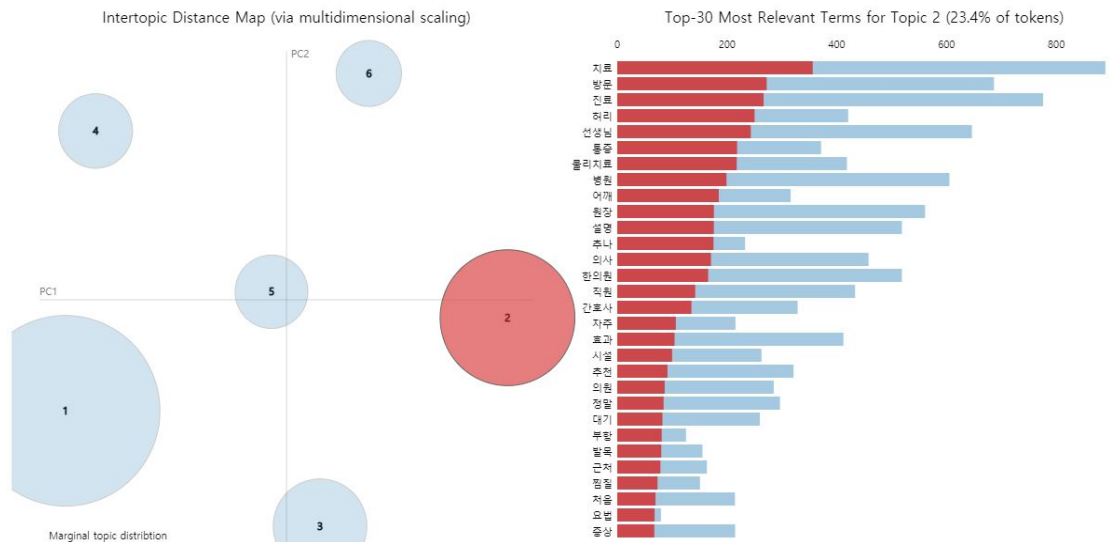 Intertopic Distance Map (via multidimensional scaling)
PC2
6
4
5
PC1
2
1
3
Marginal topic distribtion
Top-30 Most Relevant Terms for Topic 2 (23.4% of tokens)
0 200 400 600 800
치료
방문
진료
허리
선생님
통증
물리치료
병원
어깨
원장
설명
추나
의사
한의원
직원
간호사
자주
효과
시설
추천
의원
정말
대기
부항
발목
근처
찜질
처음
요법
증상